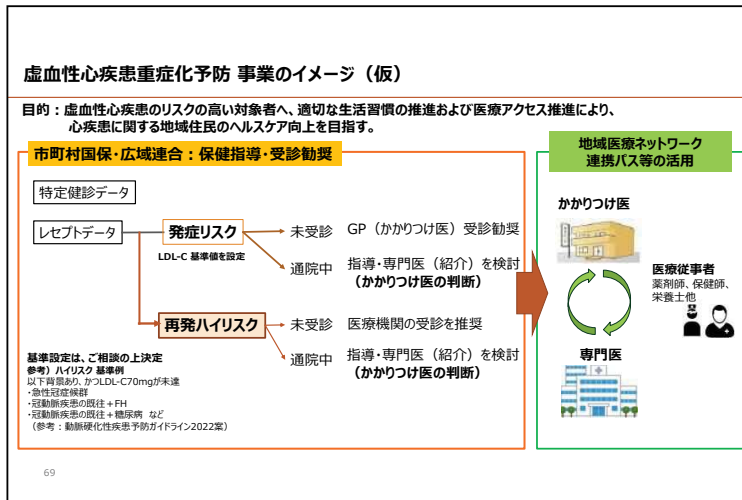 虚血性心疾患重症化予防 事業のイメージ（仮）
目的：虚血性心疾患のリスクの高い対象者へ、適切な生活習慣の推進および医療アクセス推進により、
心疾患に関する地域住民のヘルスケア向上を目指す。
市町村国保・広域連合：保健指導・受診勧奨
特定健診データ
レセプトデータ
発症リスク
LDL-C 基準値を設定
未受診 GP（かかりつけ医）受診勧奨
通院中 指導・専門医（紹介）を検討
（かかりつけ医の判断）
再発ハイリスク
未受診 医療機関の受診を推奨
通院中 指導・専門医（紹介）を検討
（かかりつけ医の判断）
基準設定は、ご相談の上決定
参考）ハイリスク 基準例
以下背景あり、かつLDL-C70mgが未達
・急性冠症候群
・冠動脈疾患の既往＋FH
・冠動脈疾患の既往＋糖尿病 など
（参考：動脈硬化性疾患予防ガイドライン2022案）
地域医療ネットワーク
連携パス等の活用
かかりつけ医
医療従事者
薬剤師、保健師、
栄養士他
専門医
69